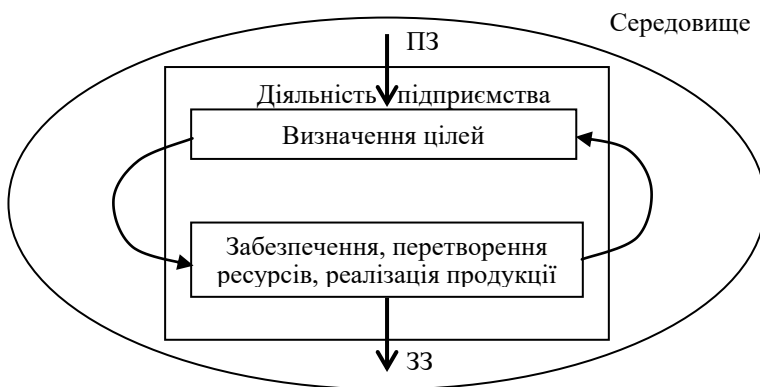 Середовище
ПЗ
Діяльність підприємства
Визначення цілей
Забезпечення, перетворення
ресурсів, реалізація продукції
ЗЗ